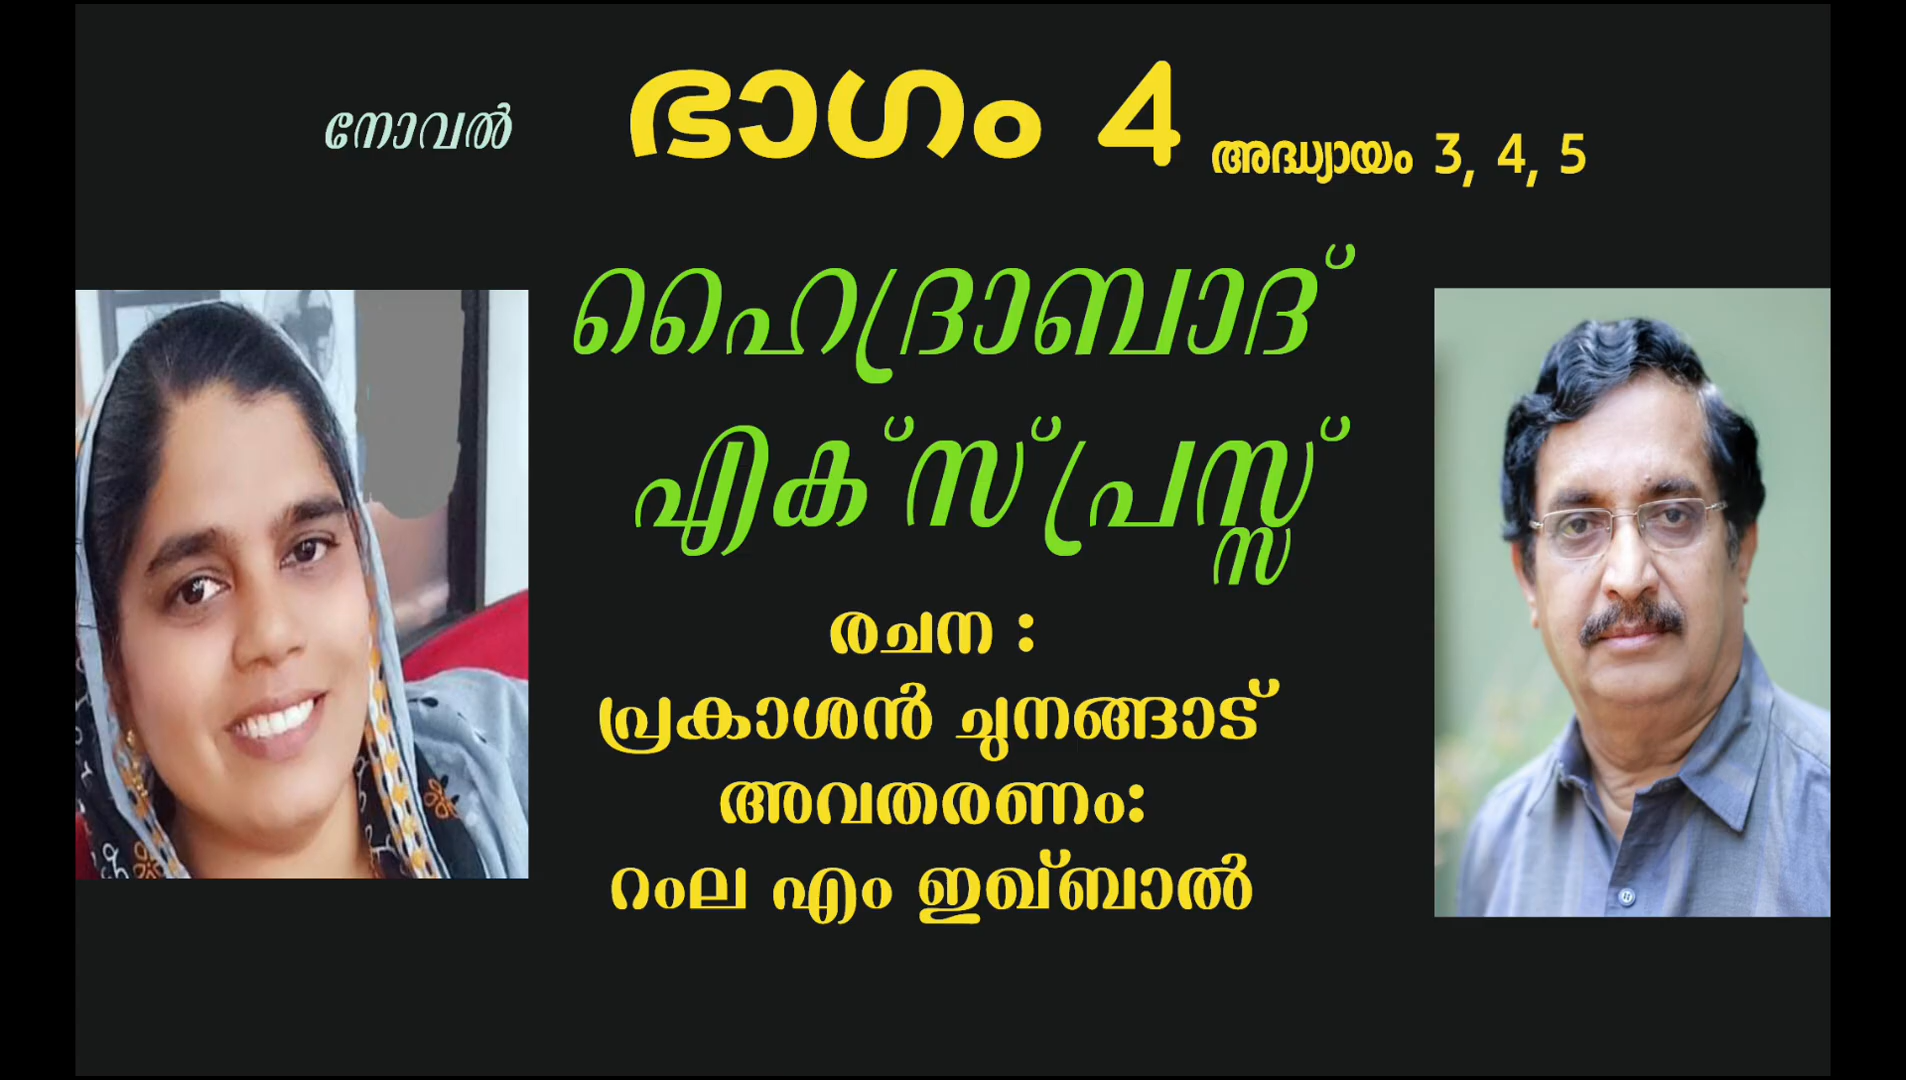 നോവൽ ഭാഗം 4 അദ്ധ്യായം 3, 4, 5
ഹൈദ്രാബാദ്
എക്സ്പ്രസ്സ്
രചന :
പ്രകാശൻ ചുനങ്ങാട്
അവതരണം:
റംല എം ഇഖ്ബാൽ